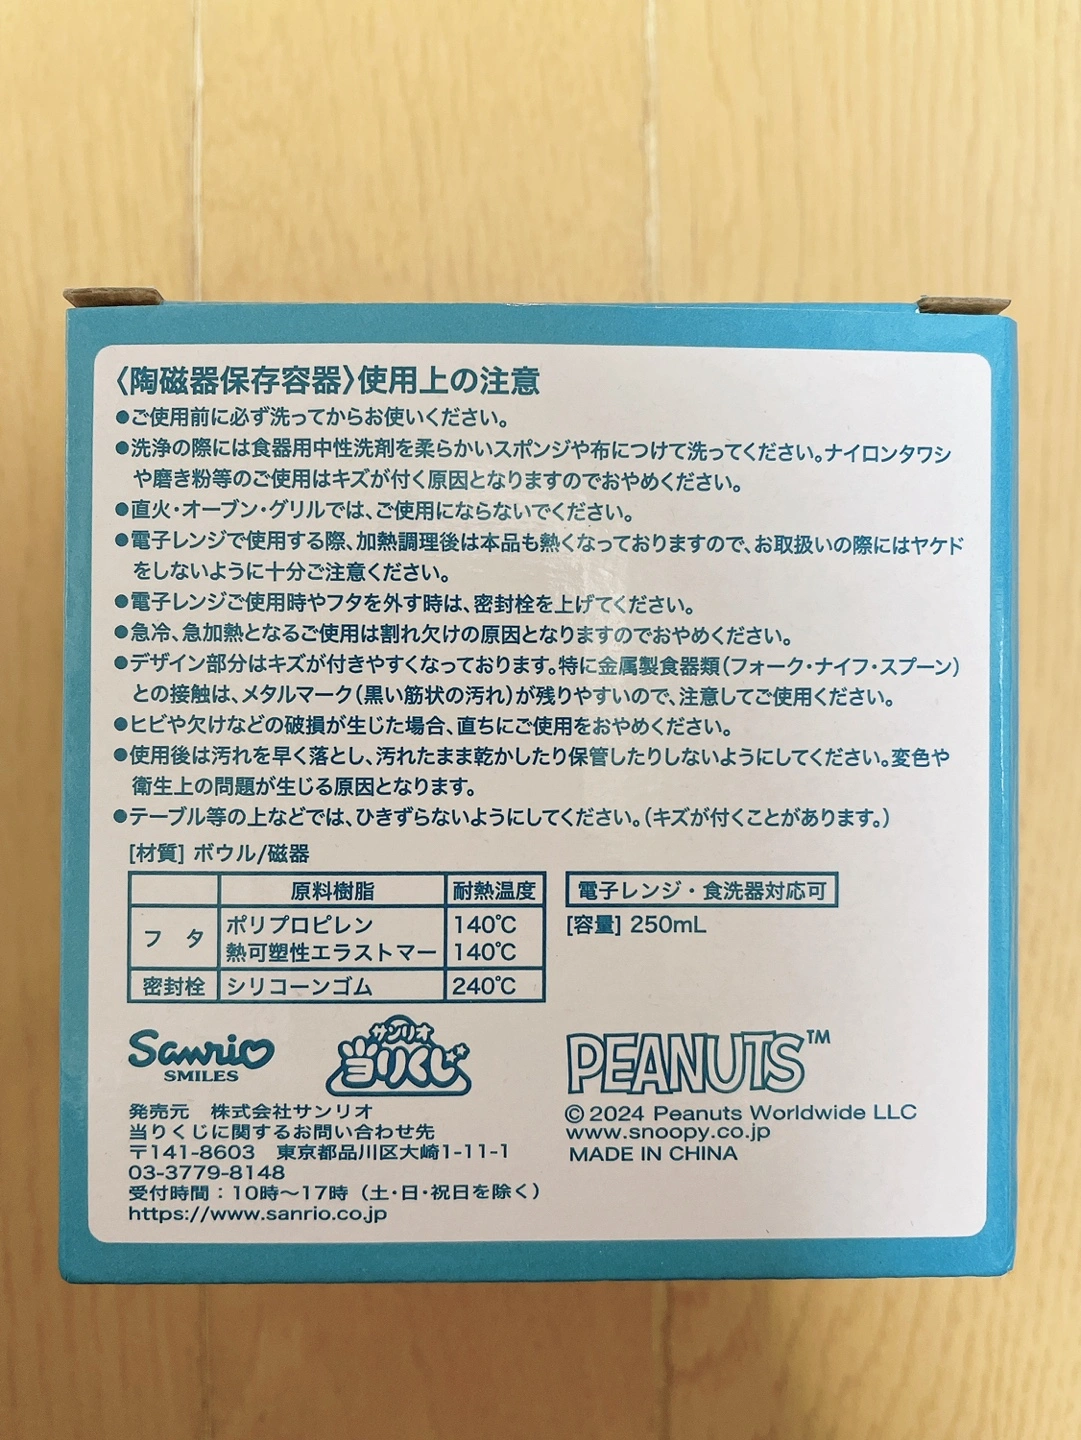 〈陶磁器保存容器〉使用上の注意
●ご使用前に必ず洗ってからお使いください。
●洗浄の際には食器用中性洗剤を柔らかいスポンジや布につけて洗ってください。ナイロンタワシ
や磨き粉等のご使用はキズが付く原因となりますのでおやめください。
●直火・オーブン・グリルでは、ご使用にならないでください。
●電子レンジで使用する際、加熱調理後は本品も熱くなっておりますので、お取扱いの際にはヤケド
をしないように十分ご注意ください。
●電子レンジご使用時やフタを外す時は、密封栓を上げてください。
●急冷、急加熱となるご使用は割れ欠けの原因となりますのでおやめください。
●デザイン部分はキズが付きやすくなっております。特に金属製食器類(フォーク・ナイフ・スプーン)
との接触は、メタルマーク(黒い筋状の汚れ)が残りやすいので、注意してご使用ください。
●ヒビや欠けなどの破損が生じた場合、直ちにご使用をおやめください。
●使用後は汚れを早く落とし、汚れたまま乾かしたり保管したりしないようにしてください。変色や
衛生上の問題が生じる原因となります。
●テーブル等の上などでは、ひきずらないようにしてください。(キズが付くことがあります。)
[材質] ボウル/磁器
原料樹脂 耐熱温度
フタ ポリプロピレン 140℃
熱可塑性エラストマー 140℃
密封栓 シリコーンゴム 240℃
電子レンジ・食洗器対応可
[容量] 250mL
Sanrio
SMILES
サンリオ
当りくじ
発売元 株式会社サンリオ
当りくじに関するお問い合わせ先
〒141-8603 東京都品川区大崎1-11-1
03-3779-8148
受付時間：10時〜17時（土・日・祝日を除く）
https://www.sanrio.co.jp
PEANUTS™
© 2024 Peanuts Worldwide LLC
www.snoopy.co.jp
MADE IN CHINA